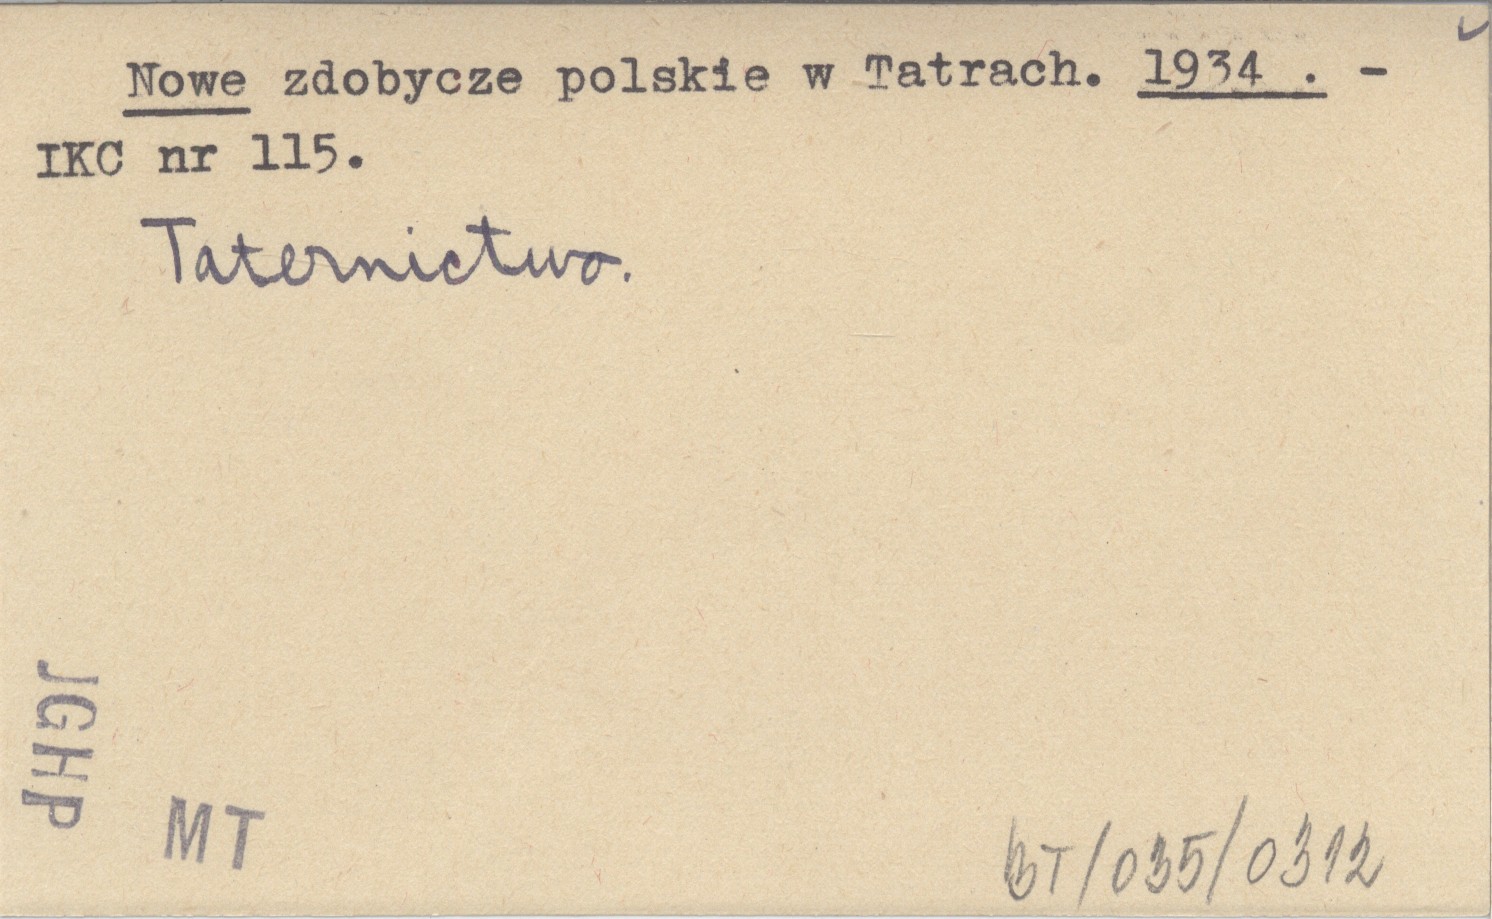 Nowe zdobycze polskie w Tatrach. 1934 . -
IKC nr 115.
Taternictwo.
JGHP
MT
BT/035/0312